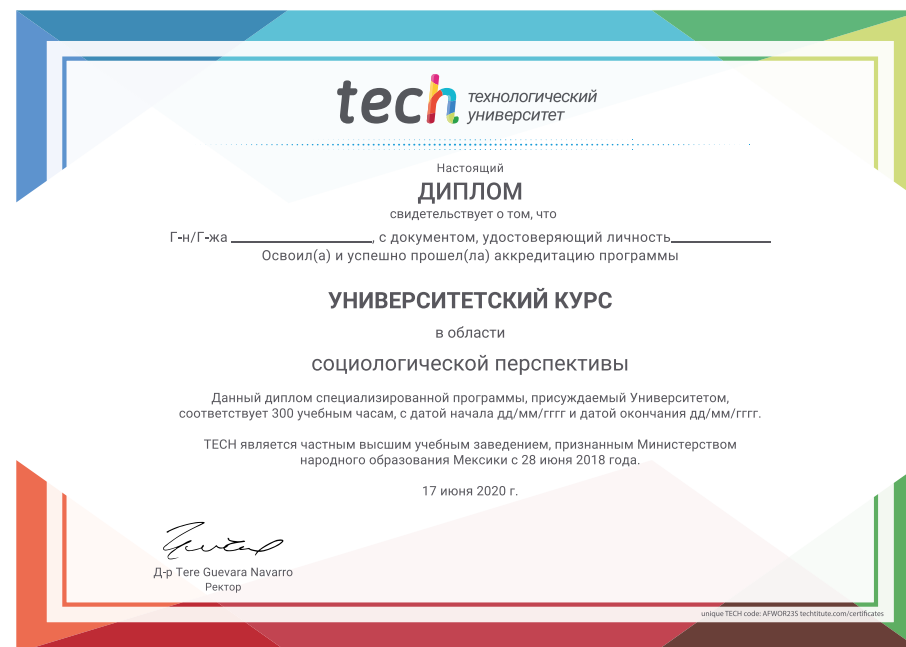 tech технологический университет
Настоящий
ДИПЛОМ
свидетельствует о том, что
Г-н/Г-жа ____________________, с документом, удостоверяющий личность______________
Освоил(а) и успешно прошел(ла) аккредитацию программы
УНИВЕРСИТЕТСКИЙ КУРС
в области
социологической перспективы
Данный диплом специализированной программы, присуждаемый Университетом,
соответствует 300 учебным часам, с датой начала дд/мм/гггг и датой окончания дд/мм/гггг.
TECH является частным высшим учебным заведением, признанным Министерством
народного образования Мексики с 28 июня 2018 года.
17 июня 2020 г.
Д-р Tere Guevara Navarro
Ректор
unique TECH code: AFWOR23S techtitute.com/certificates